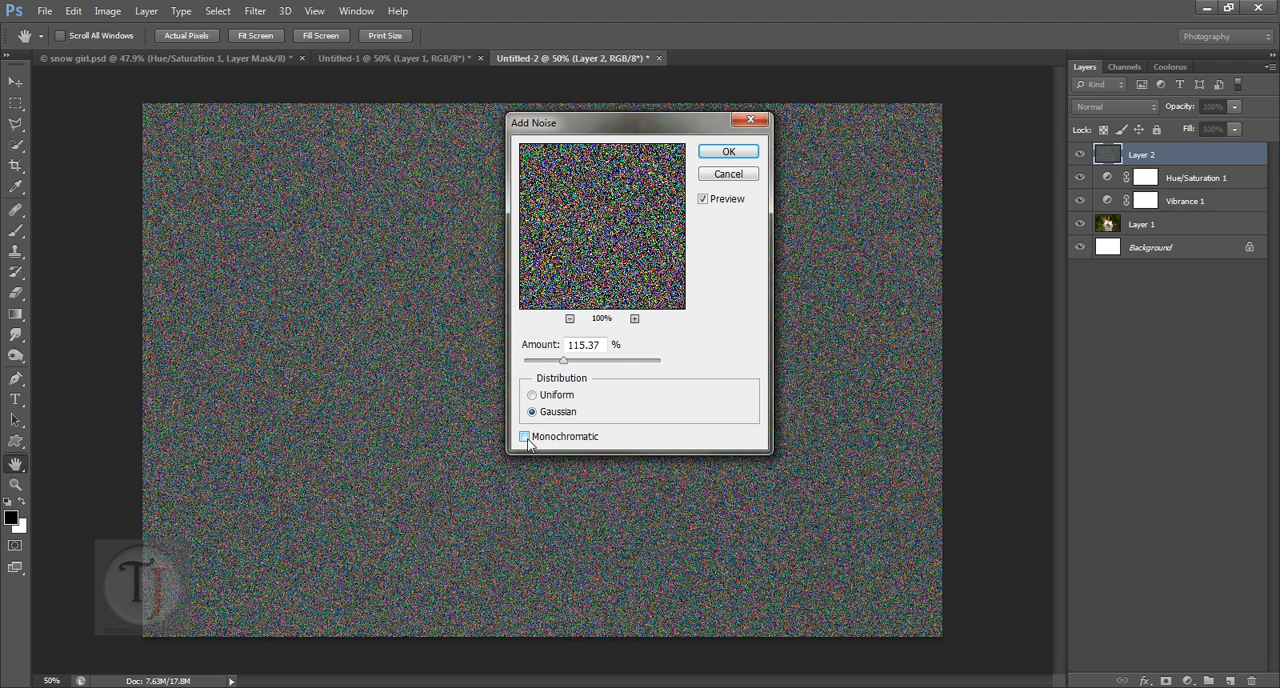 Ps File Edit Image Layer Type Select Filter 3D View Window Help
Scroll All Windows Actual Pixels Fit Screen Fill Screen Print Size Photography
© snow girl.psd @ 47.9% (Hue/Saturation 1, Layer Mask/8) * × Untitled-1 @ 50% (Layer 1, RGB/8*) * × Untitled-2 @ 50% (Layer 2, RGB/8*) * ×
Layers Channels Coolorus
Kind
Normal Opacity: 100%
Lock: Fill: 100%
Layer 2
Hue/Saturation 1
Vibrance 1
Layer 1
Background
Add Noise
OK
Cancel
Preview
100%
Amount: 115.37 %
Distribution
Uniform
Gaussian
Monochromatic
TJ
50% Doc: 7.63M/17.8M